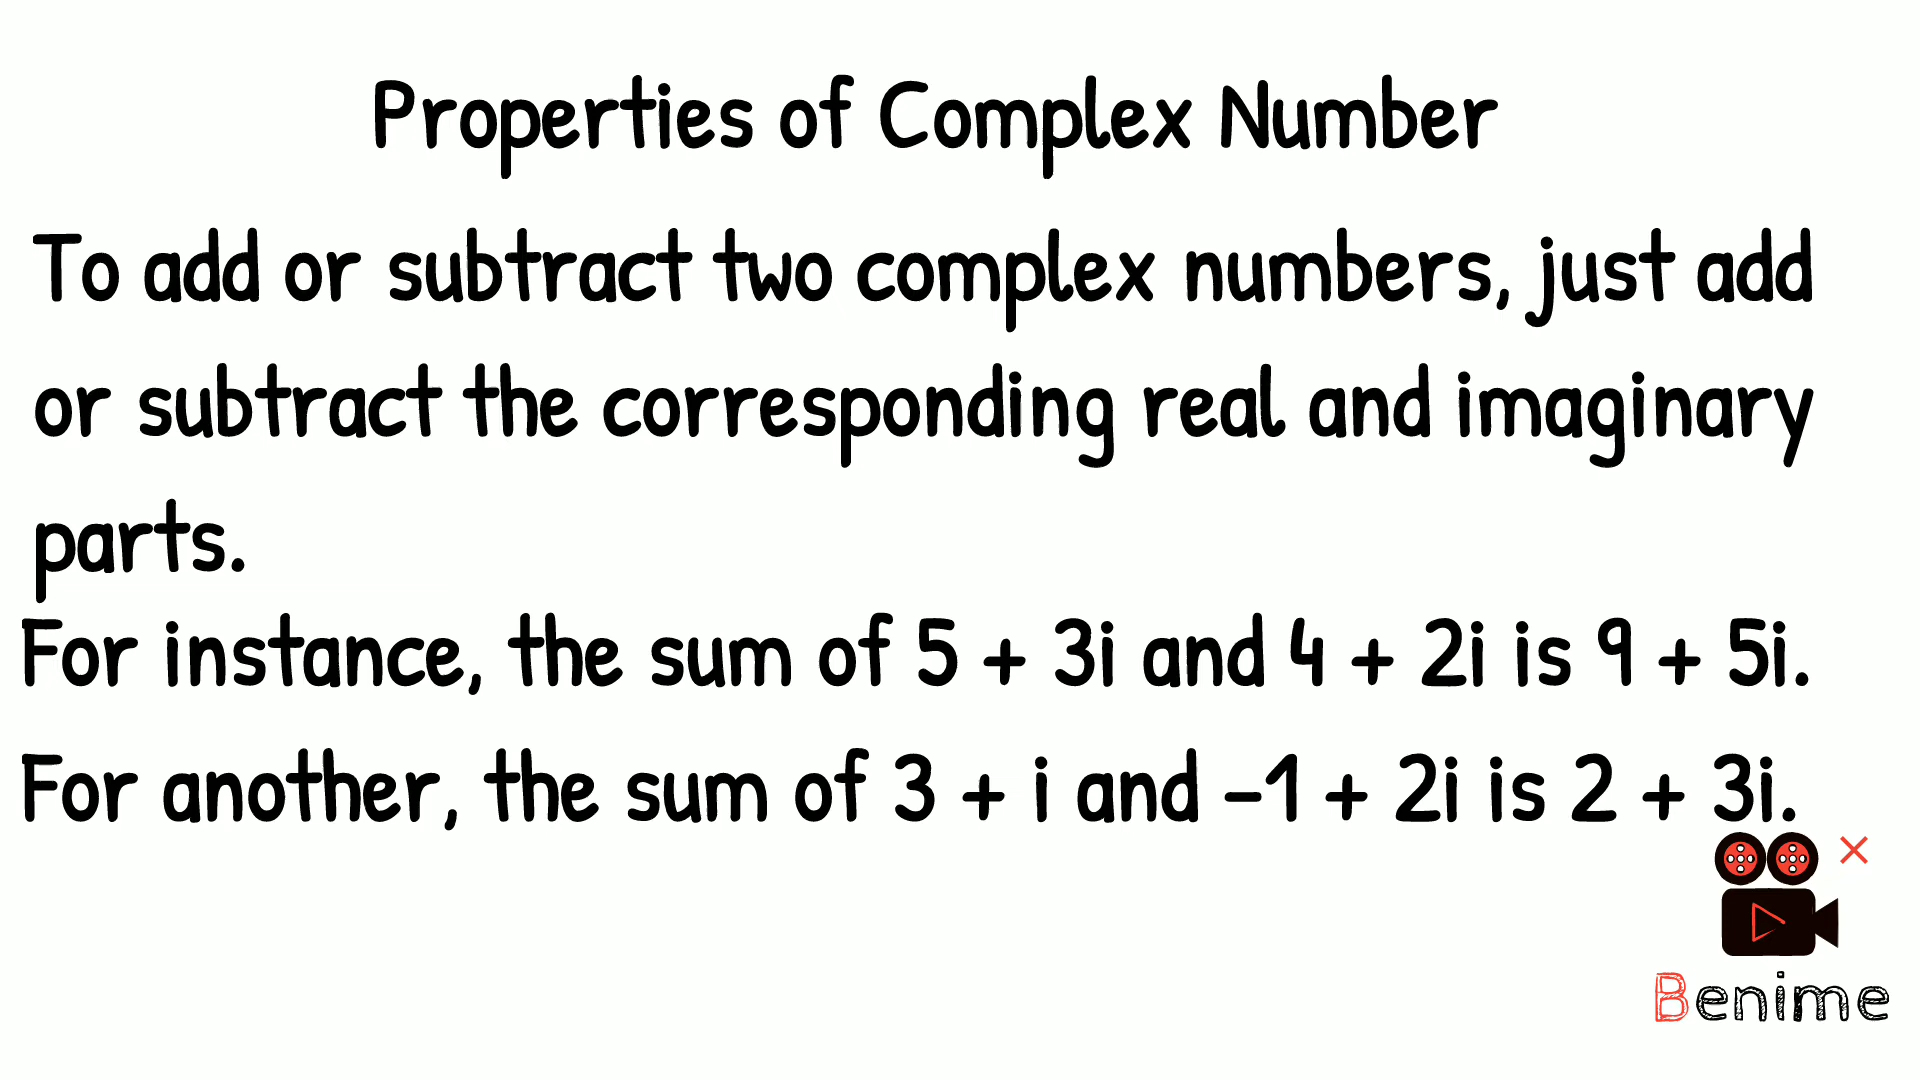 Properties of Complex Number
To add or subtract two complex numbers, just add
or subtract the corresponding real and imaginary
parts.
For instance, the sum of 5 + 3i and 4 + 2i is 9 + 5i.
For another, the sum of 3 + i and –1 + 2i is 2 + 3i.
Benime